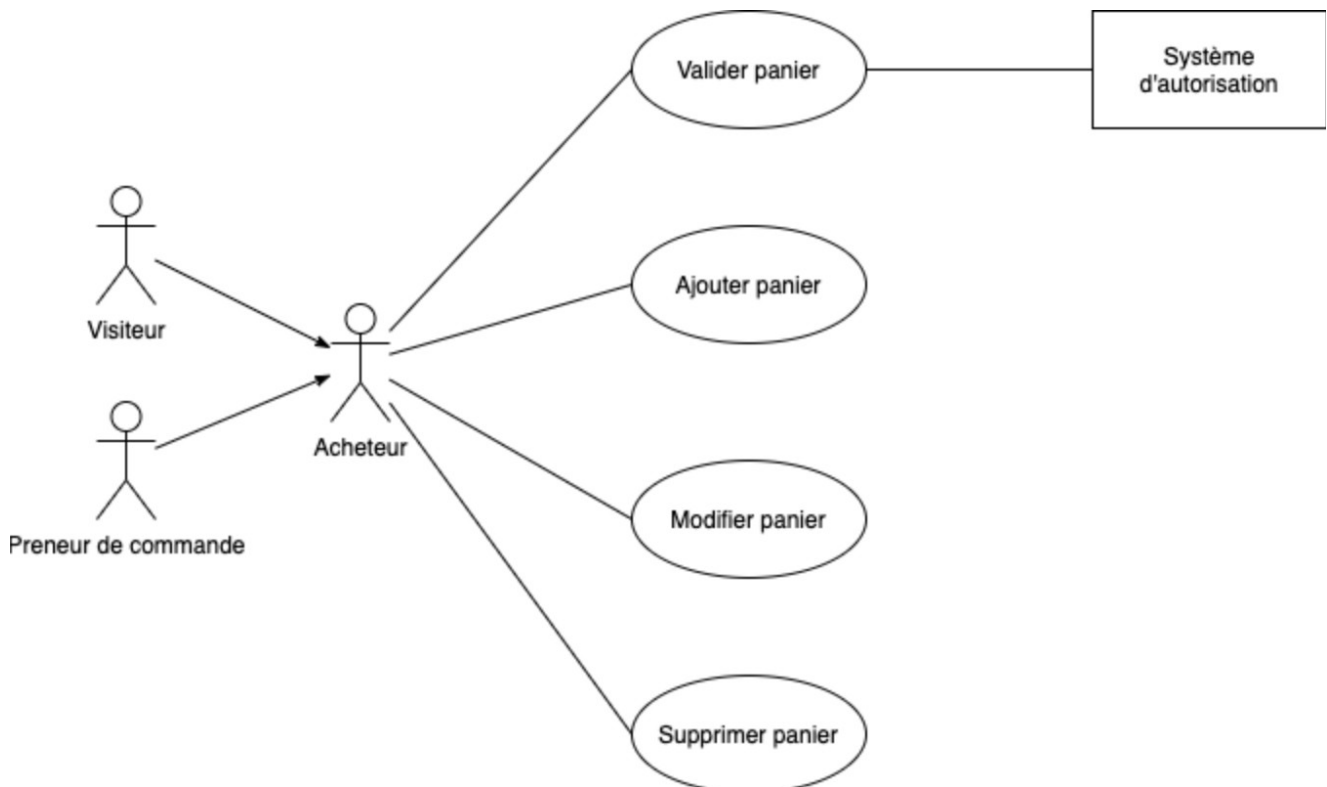 Valider panier
Système
d'autorisation
Ajouter panier
Visiteur
Acheteur
Modifier panier
Preneur de commande
Supprimer panier